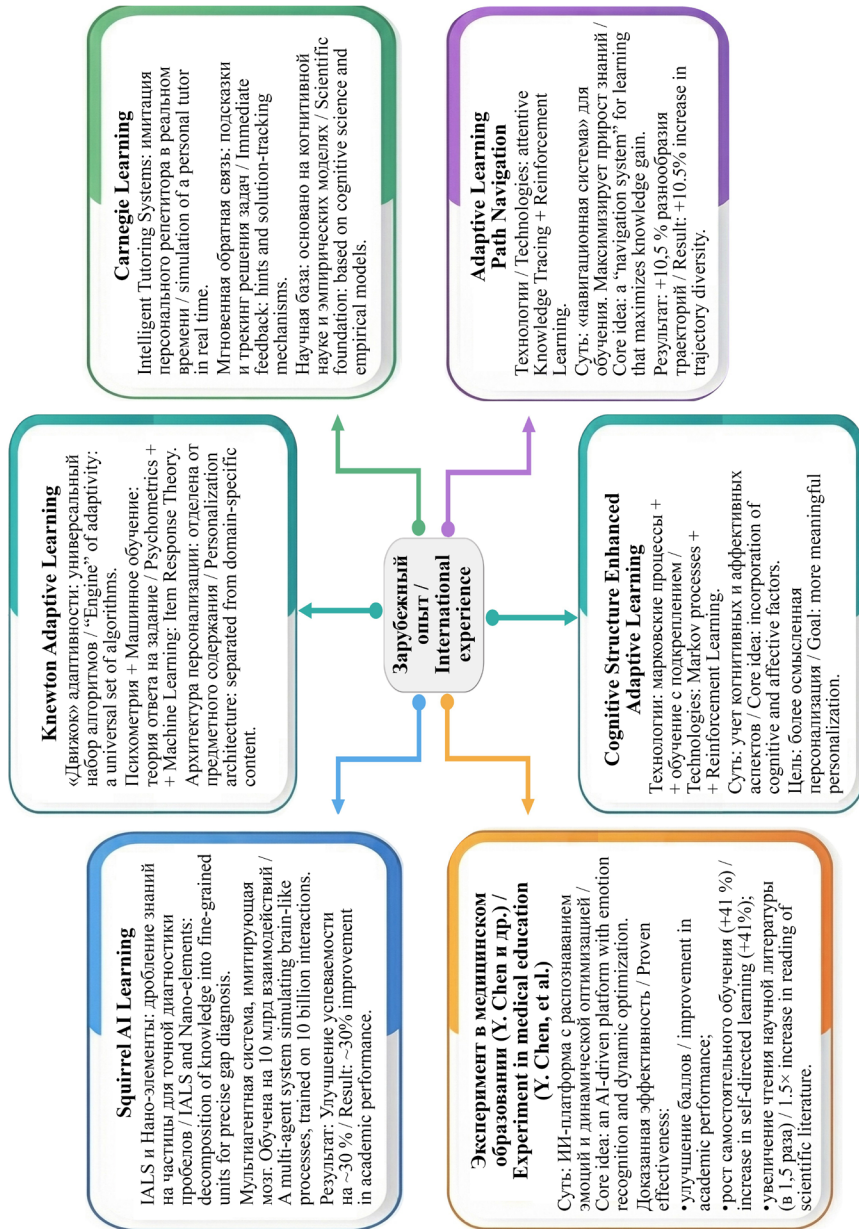 Squirrel AI Learning
IALS и Нано-элементы: дробление знаний
на частицы для точной диагностики
пробелов / IALS and Nano-elements:
decomposition of knowledge into fine-grained
units for precise gap diagnosis.
Мультиагентная система, имитирующая
мозг. Обучена на 10 млрд взаимодействий /
A multi-agent system simulating brain-like
processes, trained on 10 billion interactions.
Результат: Улучшение успеваемости
на ~30 % / Result: ~30% improvement
in academic performance.
Knewton Adaptive Learning
«Движок» адаптивности: универсальный
набор алгоритмов / “Engine” of adaptivity:
a universal set of algorithms.
Психометрия + Машинное обучение:
теория ответа на задание / Psychometrics +
+ Machine Learning: Item Response Theory.
Архитектура персонализации: отделена от
предметного содержания / Personalization
architecture: separated from domain-specific
content.
Carnegie Learning
Intelligent Tutoring Systems: имитация
персонального репетитора в реальном
времени / simulation of a personal tutor
in real time.
Мгновенная обратная связь: подсказки
и трекинг решения задач / Immediate
feedback: hints and solution-tracking
mechanisms.
Научная база: основано на когнитивной
науке и эмпирических моделях / Scientific
foundation: based on cognitive science and
empirical models.
Зарубежный
опыт /
International
experience
Эксперимент в медицинском
образовании (Y. Chen и др.) /
Experiment in medical education
(Y. Chen, et al.)
Суть: ИИ-платформа с распознаванием
эмоций и динамической оптимизацией /
Core idea: an AI-driven platform with emotion
recognition and dynamic optimization.
Доказанная эффективность / Proven
effectiveness:
•улучшение баллов / improvement in
academic performance;
•рост самостоятельного обучения (+41 %) /
increase in self-directed learning (+41%);
•увеличение чтения научной литературы
(в 1,5 раза) / 1.5× increase in reading of
scientific literature.
Cognitive Structure Enhanced
Adaptive Learning
Технологии: марковские процессы +
+ обучение с подкреплением /
Technologies: Markov processes +
+ Reinforcement Learning.
Суть: учет когнитивных и аффективных
аспектов / Core idea: incorporation of
cognitive and affective factors.
Цель: более осмысленная
персонализация / Goal: more meaningful
personalization.
Adaptive Learning
Path Navigation
Технологии / Technologies: attentive
Knowledge Tracing + Reinforcement
Learning.
Суть: «навигационная система» для
обучения. Максимизирует прирост знаний /
Core idea: a “navigation system” for learning
that maximizes knowledge gain.
Результат: +10,5 % разнообразия
траекторий / Result: +10.5% increase in
trajectory diversity.